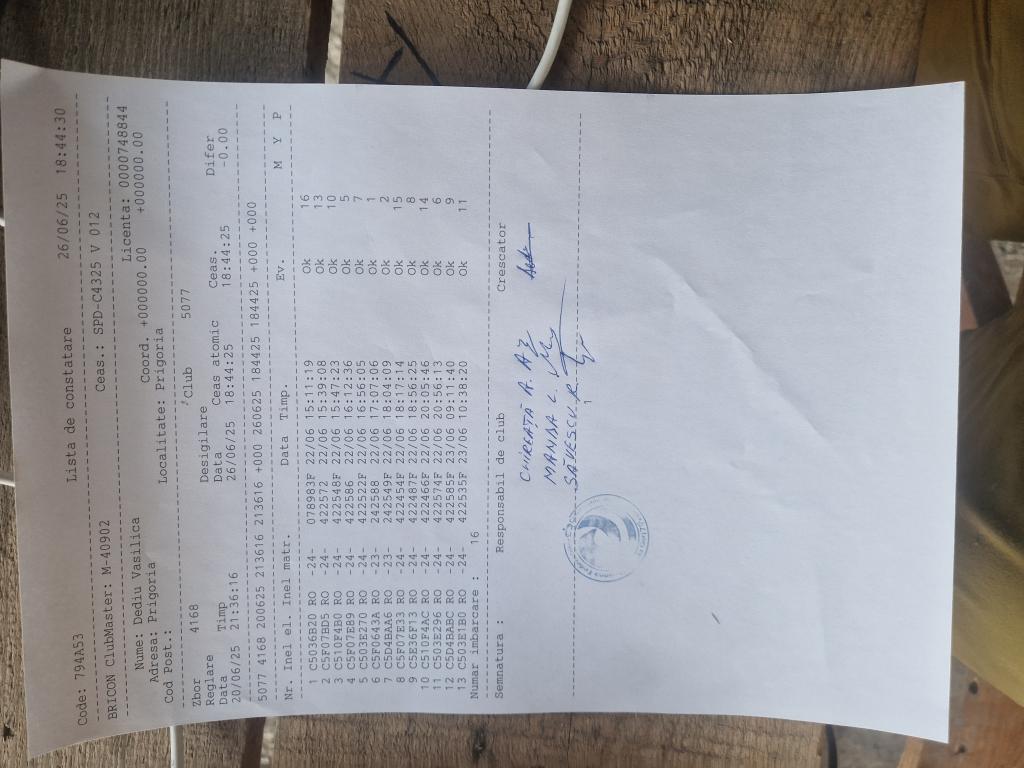 Code: 794A53 Lista de constatare 26/06/25 18:44:30
BRICON ClubMaster: M-40902 Ceas.: SPD-C4325 V 012
Nume: Dediu Vasilica Licenta: 0000748844
Adresa: Prigoria Coord. +000000.00 +000000.00
Cod Post.: Localitate: Prigoria
Zbor 4168 Club 5077
Reglare Desigilare
Data Timp Data Ceas atomic Ceas. Difer
20/06/25 21:36:16 26/06/25 18:44:25 18:44:25 -0.00
5077 4168 200625 213616 213616 +000 260625 184425 184425 +000 +000
Nr. Inel el. Inel matr. Data Timp. Ev. M Y P
1 C5036B20 RO -24- 078983F 22/06 15:11:19 Ok 16
2 C5F07BD5 RO -24- 422572 22/06 15:37:08 Ok 13
3 C510F4B0 RO -24- 422548F 22/06 15:47:23 Ok 10
4 C5F07EB9 RO -24- 422586 22/06 16:12:36 Ok 5
5 C503E270 RO -24- 422522F 22/06 16:56:05 Ok 7
6 C5F0643A RO -23- 242588 22/06 17:07:06 Ok 1
7 C5D4BAA6 RO -23- 242549F 22/06 18:04:09 Ok 2
8 C5F07E33 RO -24- 422454F 22/06 18:17:14 Ok 15
9 C5E36F13 RO -24- 422487F 22/06 18:56:25 Ok 8
10 C510F4AC RO -24- 422466F 22/06 20:05:46 Ok 14
11 C503E296 RO -24- 422574F 22/06 20:56:13 Ok 6
12 C5D4BABC RO -24- 422585F 23/06 09:11:40 Ok 9
13 C503E1B0 RO -24- 422535F 23/06 10:38:20 Ok 11
Numar imbarcare : 16
Semnatura : Responsabil de club Crescator
CHIREAȚĂ A.
MANDA C.
SĂVESCU R.
1